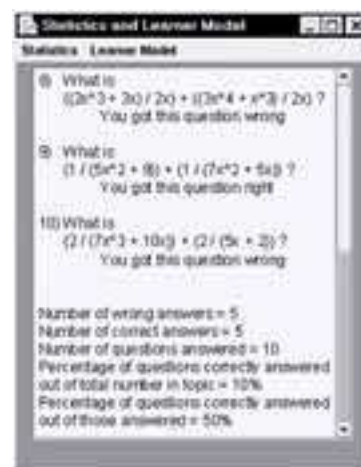 Statistics and Learner Model
Statistics Learner Model
What is
((3x^3 + 3x) / 2x) + ((3x^4 + x^3) / 2x) ?
You got this question wrong
9) What is
(1 / (5x^2 + 9)) + (1 / (7x^2 + 5x)) ?
You got this question right
10) What is
(2 / (7x^3 + 10x)) + (2 / (5x + 2)) ?
You got this question wrong
Number of wrong answers = 5
Number of correct answers = 5
Number of questions answered = 10
Percentage of questions correctly answered
out of total number in topic = 10%
Percentage of questions correctly answered
out of those answered = 50%